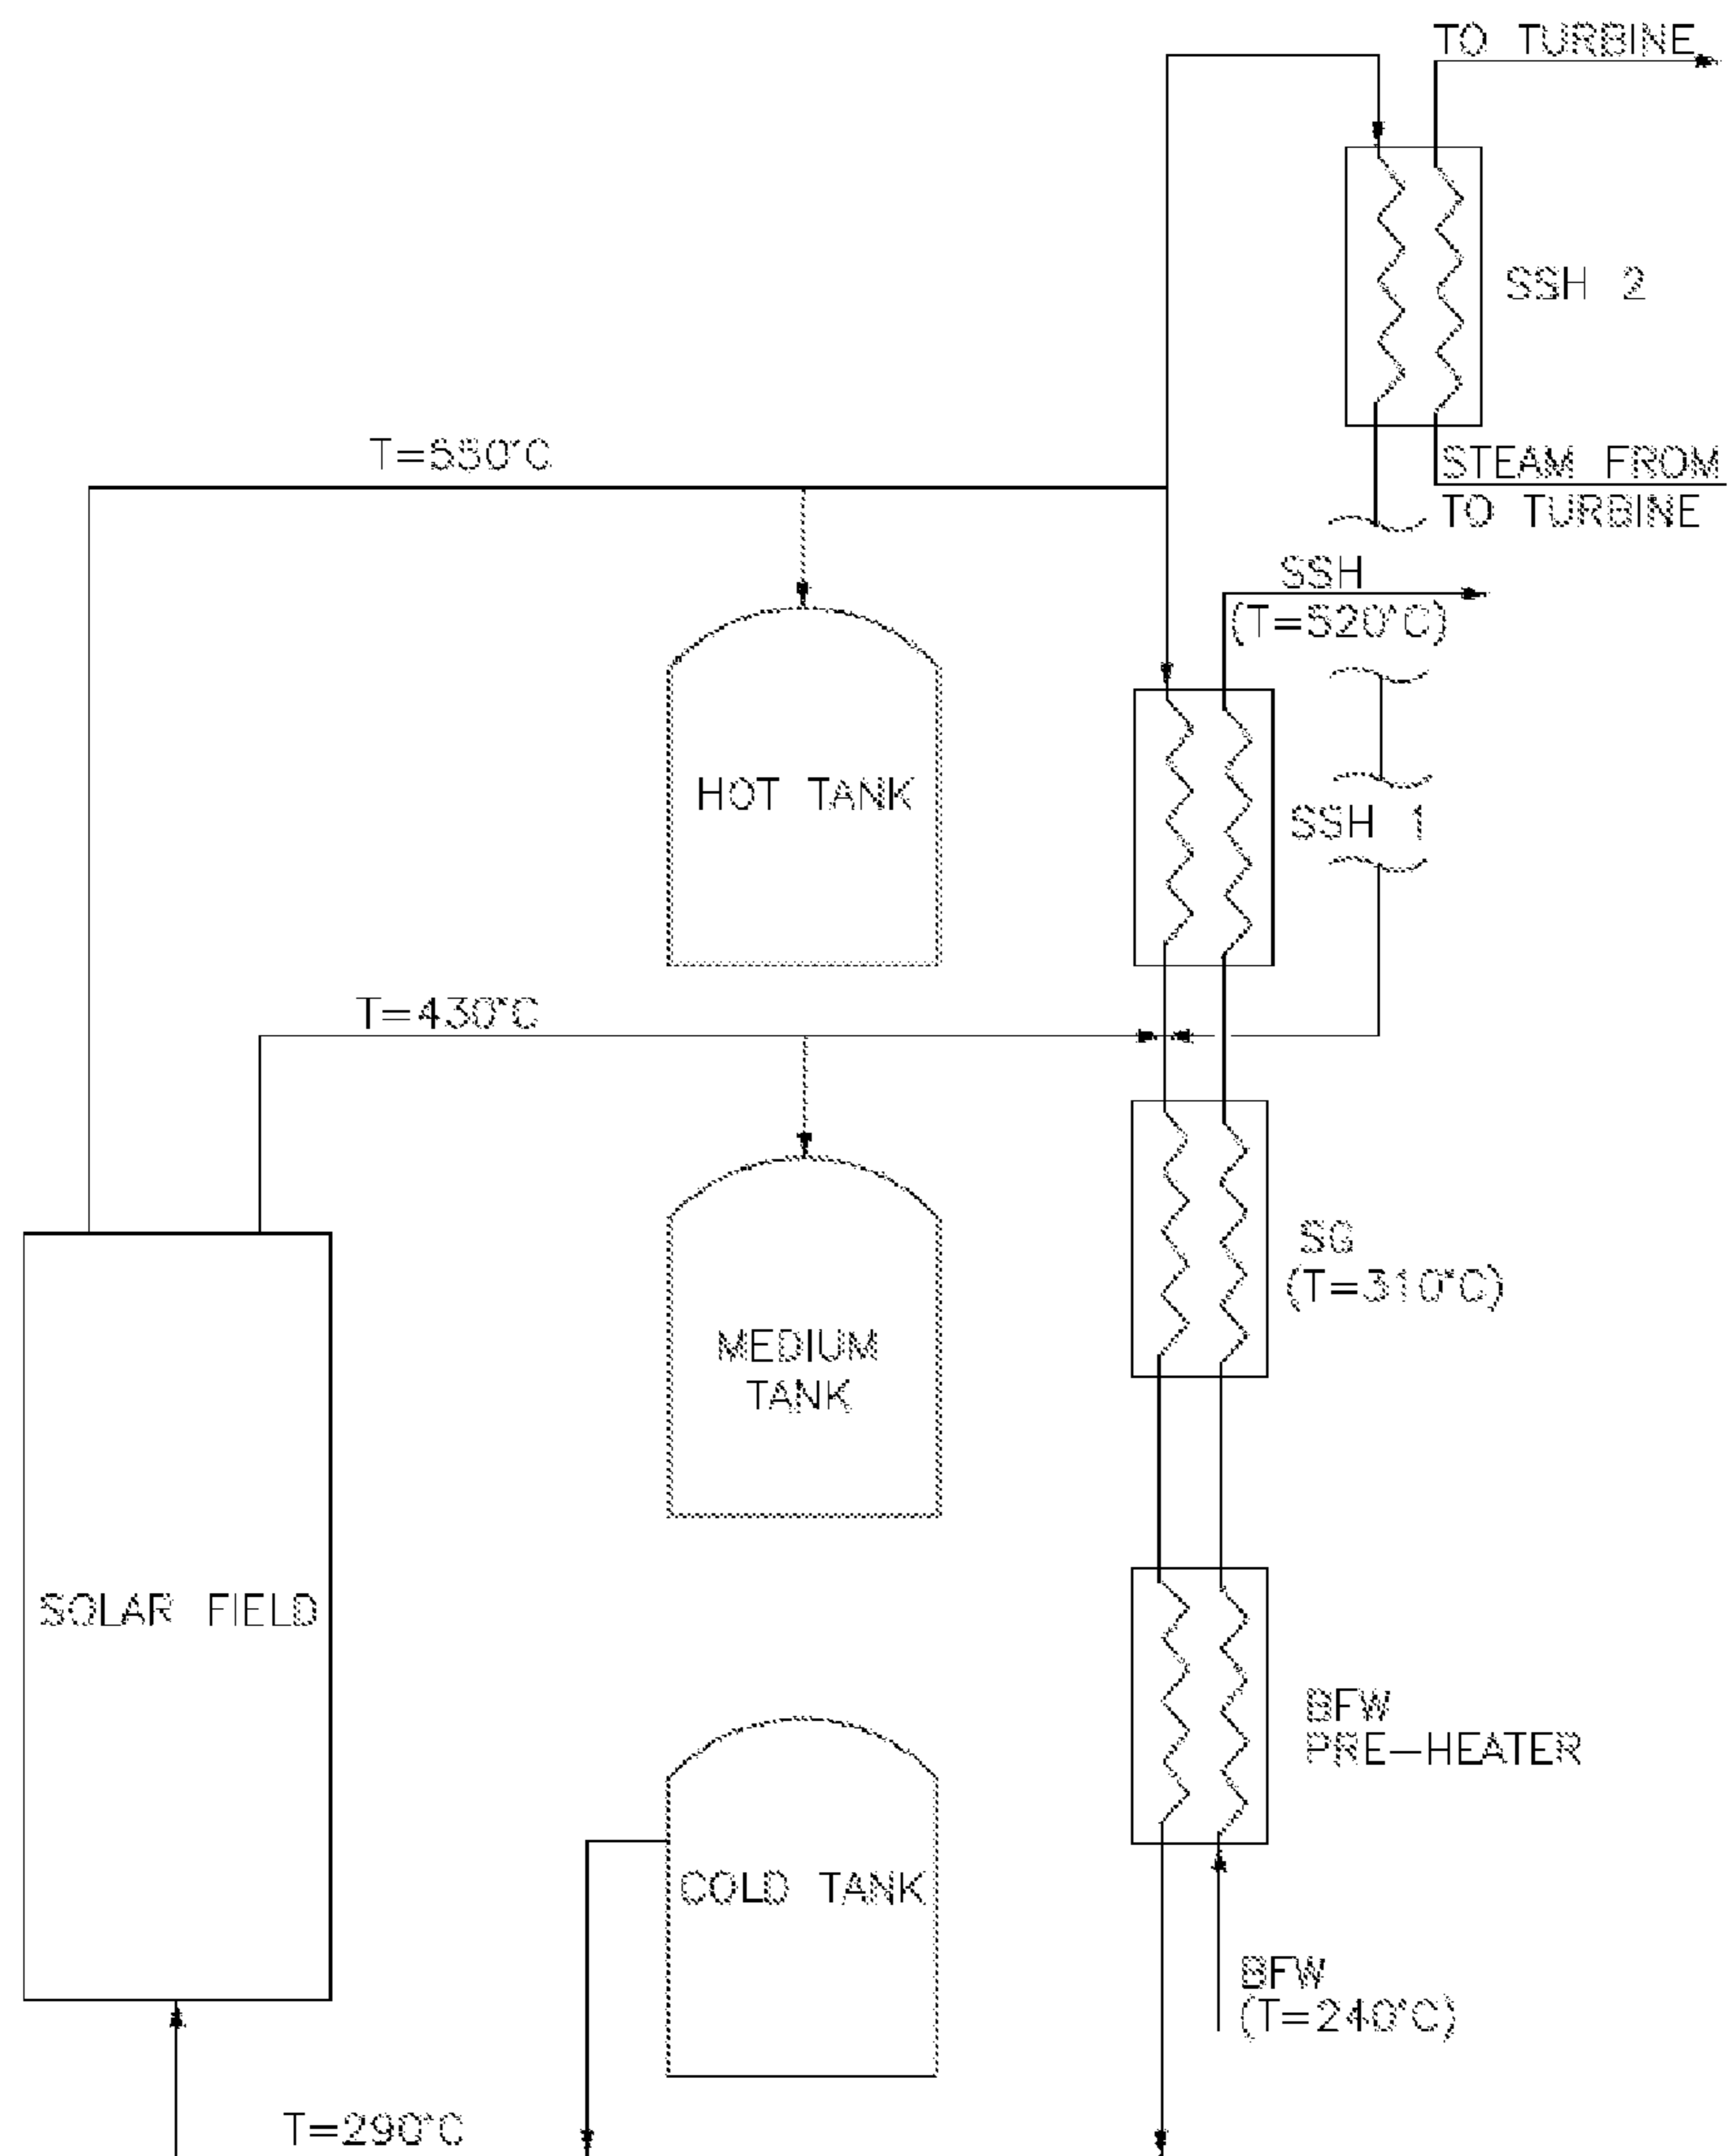 TO TURBINE
SSH 2
T=550°C
STEAM FROM
TO TURBINE
SSH
(T=520°C)
HOT TANK
SSH 1
T=430°C
SG
(T=310°C)
MEDIUM
TANK
SOLAR FIELD
BFW
PRE-HEATER
COLD TANK
BFW
(T=240°C)
T=290°C